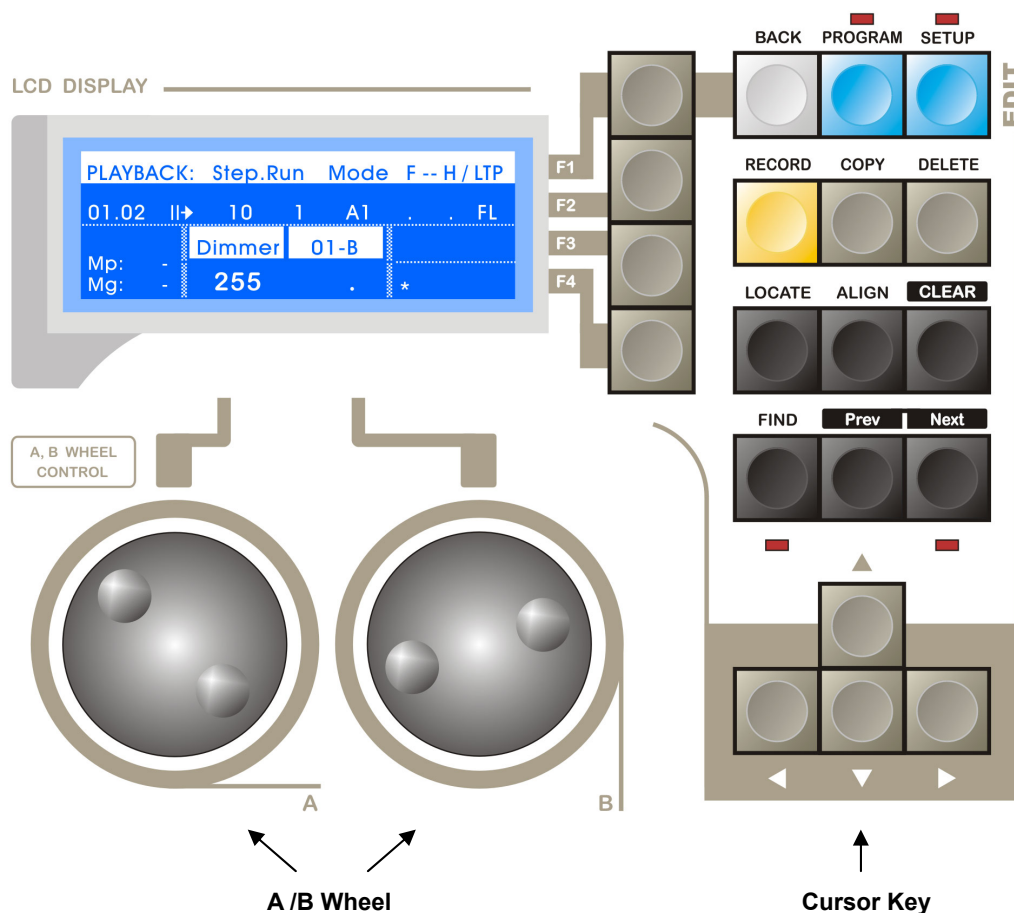 BACK PROGRAM SETUP
EDIT
LCD DISPLAY
PLAYBACK: Step.Run Mode F -- H / LTP
01.02 II→ 10 1 A1 . . FL
Dimmer 01-B
Mp: -
Mg: - 255 . *
F1
F2
F3
F4
RECORD COPY DELETE
LOCATE ALIGN CLEAR
FIND Prev Next
A, B WHEEL
CONTROL
A
B
A /B Wheel
Cursor Key